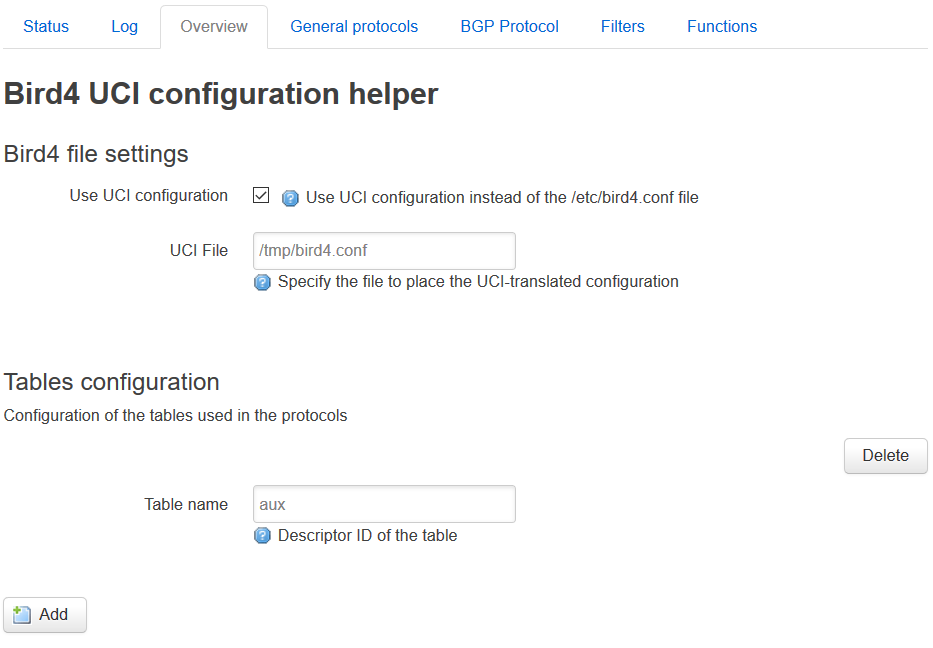 Status Log Overview General protocols BGP Protocol Filters Functions
Bird4 UCI configuration helper
Bird4 file settings
Use UCI configuration Use UCI configuration instead of the /etc/bird4.conf file
UCI File /tmp/bird4.conf
Specify the file to place the UCI-translated configuration
Tables configuration
Configuration of the tables used in the protocols
Delete
Table name aux
Descriptor ID of the table
Add